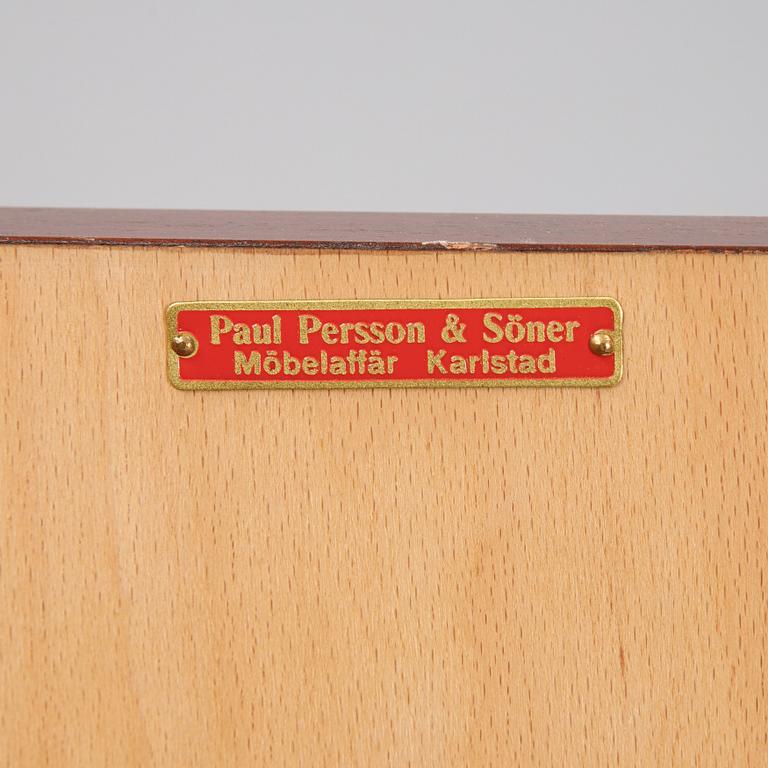 Paul Persson & Söner
Möbelaffär Karlstad